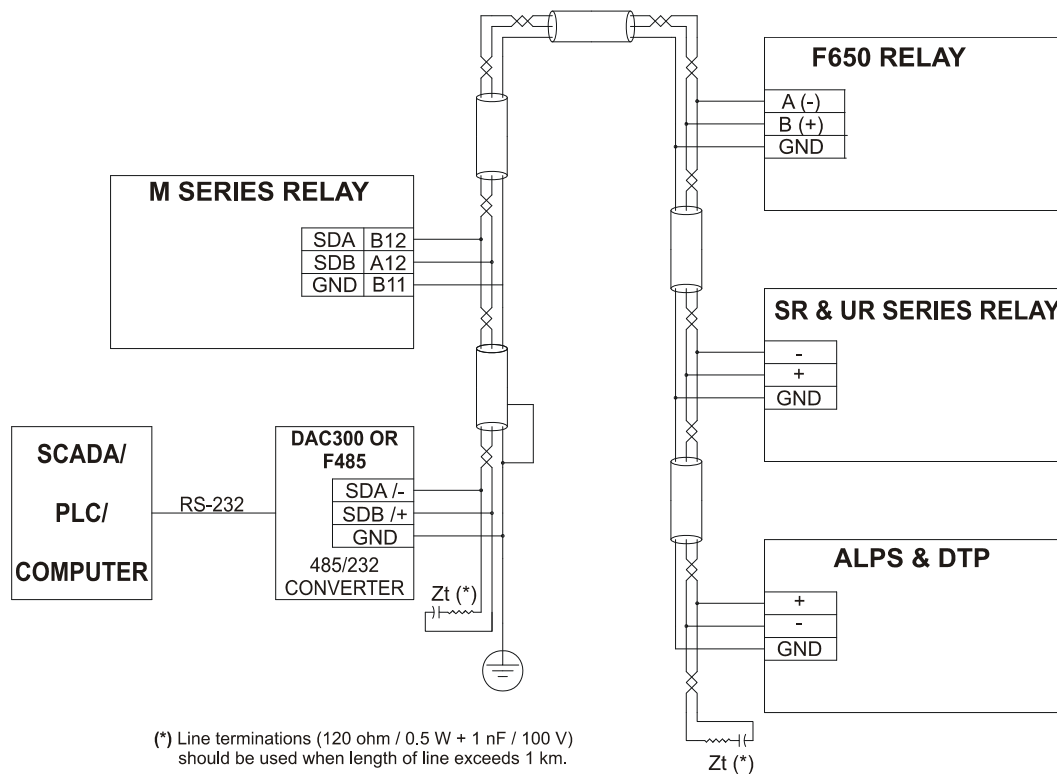 F650 RELAY
A (-)
B (+)
GND
M SERIES RELAY
SDA B12
SDB A12
GND B11
SR & UR SERIES RELAY
-
+
GND
SCADA/
PLC/
COMPUTER
RS-232
DAC300 OR
F485
SDA /-
SDB /+
GND
485/232
CONVERTER
Zt (*)
ALPS & DTP
+
-
GND
(*) Line terminations (120 ohm / 0.5 W + 1 nF / 100 V)
should be used when length of line exceeds 1 km.
Zt (*)